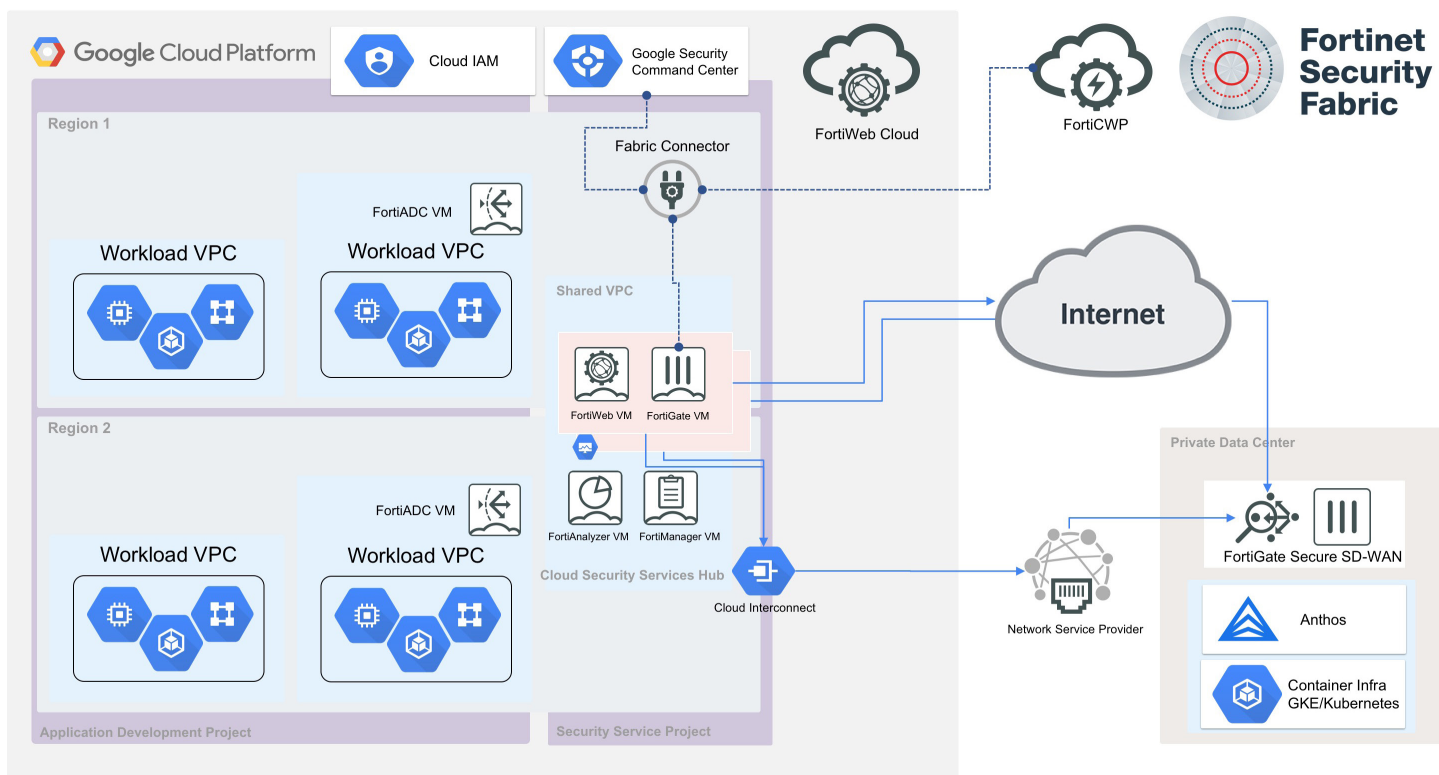 Google Cloud Platform
Cloud IAM
Google Security
Command Center
FortiWeb Cloud
FortiCWP
Fortinet
Security
Fabric
Region 1
Fabric Connector
FortiADC VM
Workload VPC
Workload VPC
Shared VPC
Internet
FortiWeb VM
FortiGate VM
Region 2
Private Data Center
FortiADC VM
FortiAnalyzer VM
FortiManager VM
Workload VPC
Workload VPC
FortiGate Secure SD-WAN
Cloud Security Services Hub
Cloud Interconnect
Network Service Provider
Anthos
Container Infra
GKE/Kubernetes
Application Development Project
Security Service Project